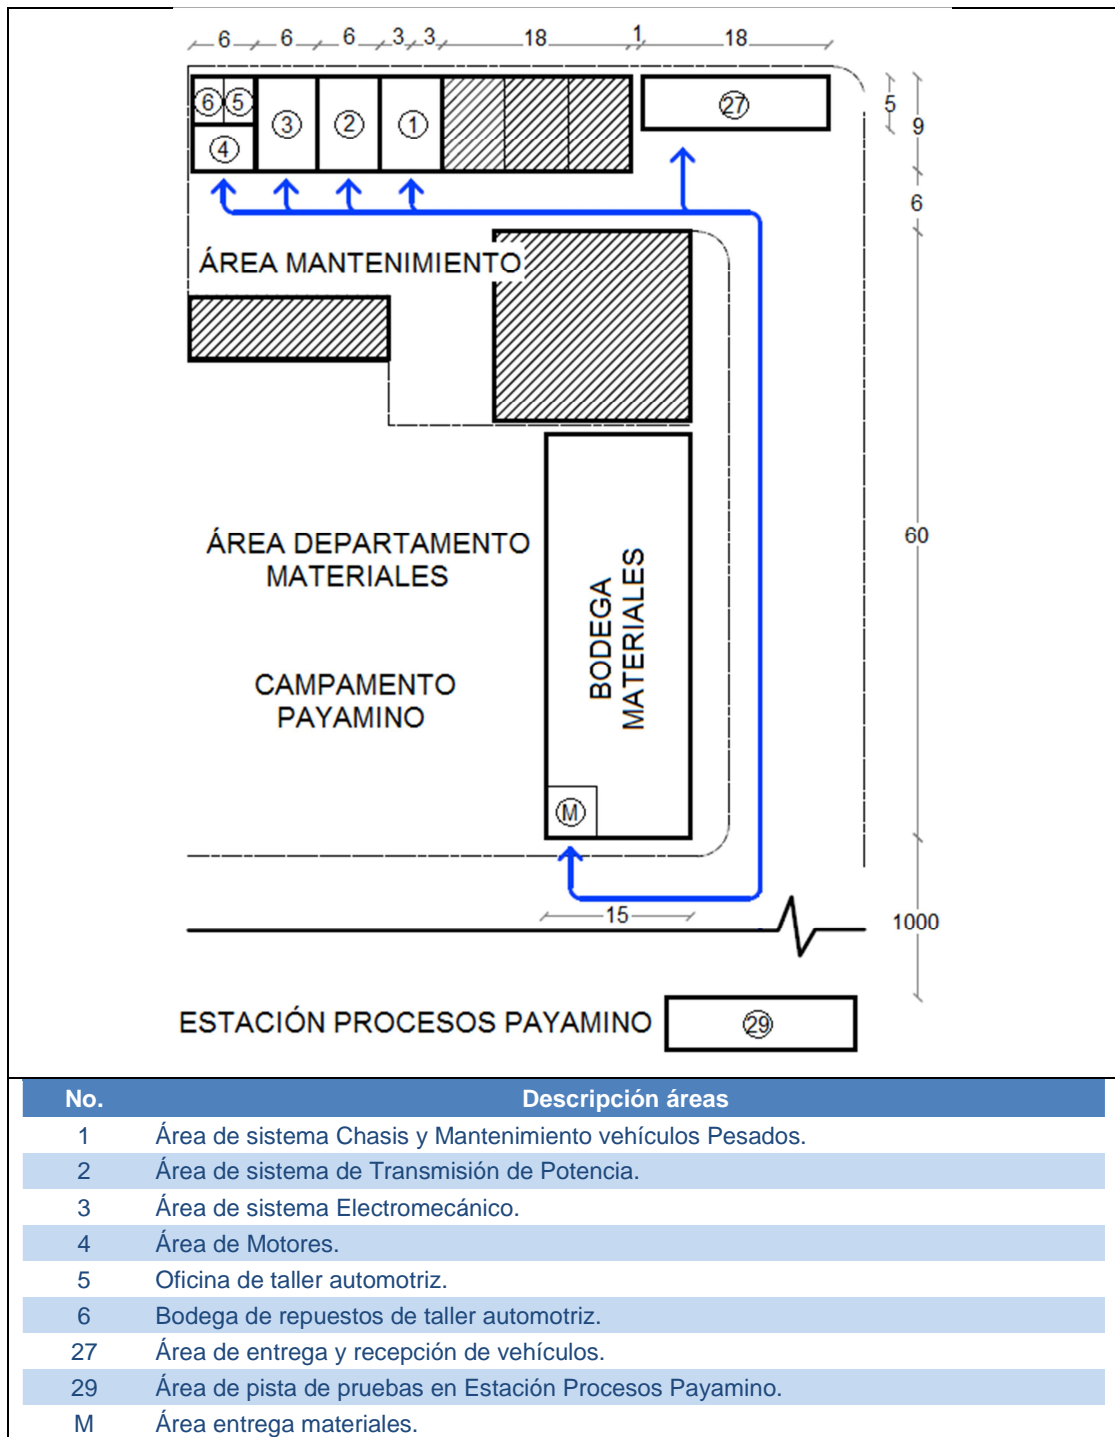 6 6 6 3 3 18 1 18
6 5 3 2 1 27 5 9
4
6
ÁREA MANTENIMIENTO
60
ÁREA DEPARTAMENTO
MATERIALES
BODEGA
MATERIALES
CAMPAMENTO
PAYAMINO
M
15 1000
ESTACIÓN PROCESOS PAYAMINO 29
No. Descripción áreas
1 Área de sistema Chasis y Mantenimiento vehículos Pesados.
2 Área de sistema de Transmisión de Potencia.
3 Área de sistema Electromecánico.
4 Área de Motores.
5 Oficina de taller automotriz.
6 Bodega de repuestos de taller automotriz.
27 Área de entrega y recepción de vehículos.
29 Área de pista de pruebas en Estación Procesos Payamino.
M Área entrega materiales.